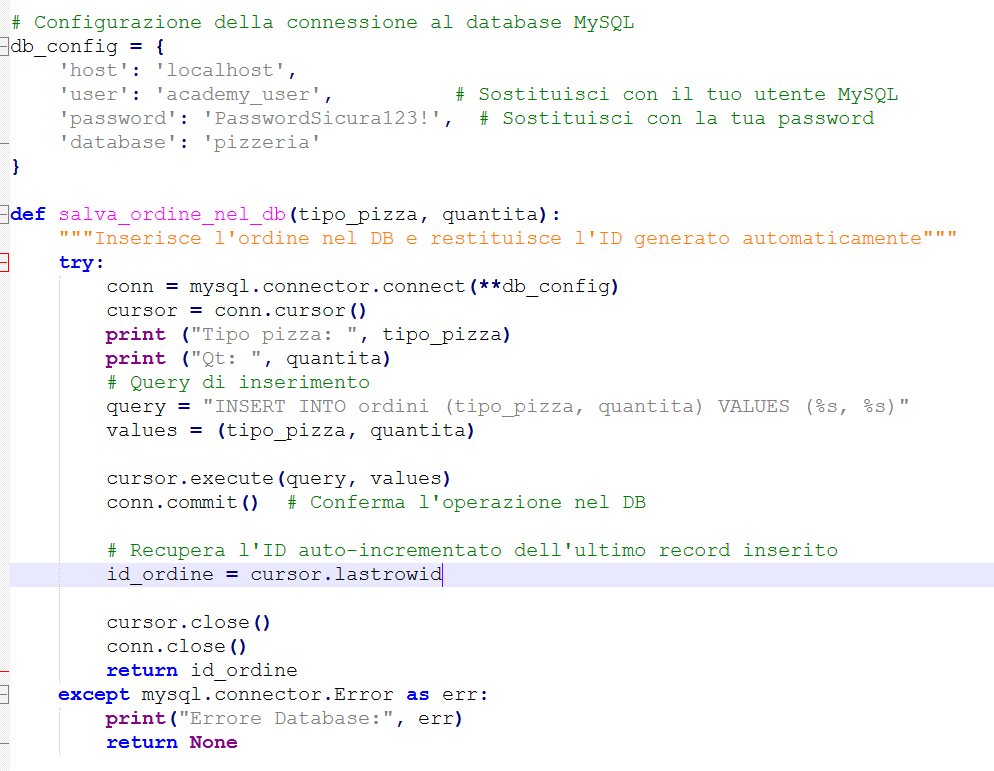 # Configurazione della connessione al database MySQL
db_config = {
    'host': 'localhost',
    'user': 'academy_user',          # Sostituisci con il tuo utente MySQL
    'password': 'PasswordSicura123!',  # Sostituisci con la tua password
    'database': 'pizzeria'
}

def salva_ordine_nel_db(tipo_pizza, quantita):
    """Inserisce l'ordine nel DB e restituisce l'ID generato automaticamente"""
    try:
        conn = mysql.connector.connect(**db_config)
        cursor = conn.cursor()
        print ("Tipo pizza: ", tipo_pizza)
        print ("Qt: ", quantita)
        # Query di inserimento
        query = "INSERT INTO ordini (tipo_pizza, quantita) VALUES (%s, %s)"
        values = (tipo_pizza, quantita)

        cursor.execute(query, values)
        conn.commit()  # Conferma l'operazione nel DB

        # Recupera l'ID auto-incrementato dell'ultimo record inserito
        id_ordine = cursor.lastrowid

        cursor.close()
        conn.close()
        return id_ordine
    except mysql.connector.Error as err:
        print("Errore Database:", err)
        return None